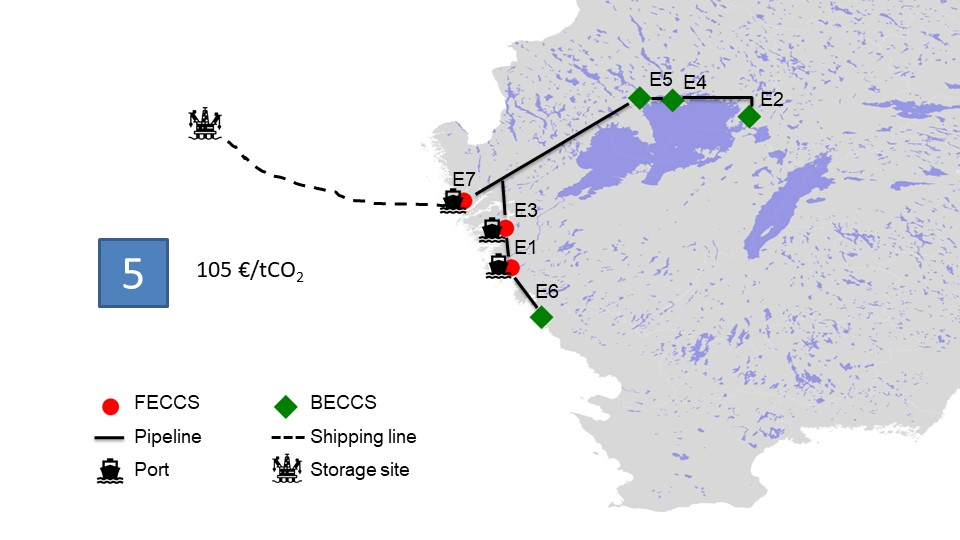 E5
E4
E2
E7
E3
E1
E6
5
105 €/tCO₂
FECCS
BECCS
Pipeline
Shipping line
Port
Storage site